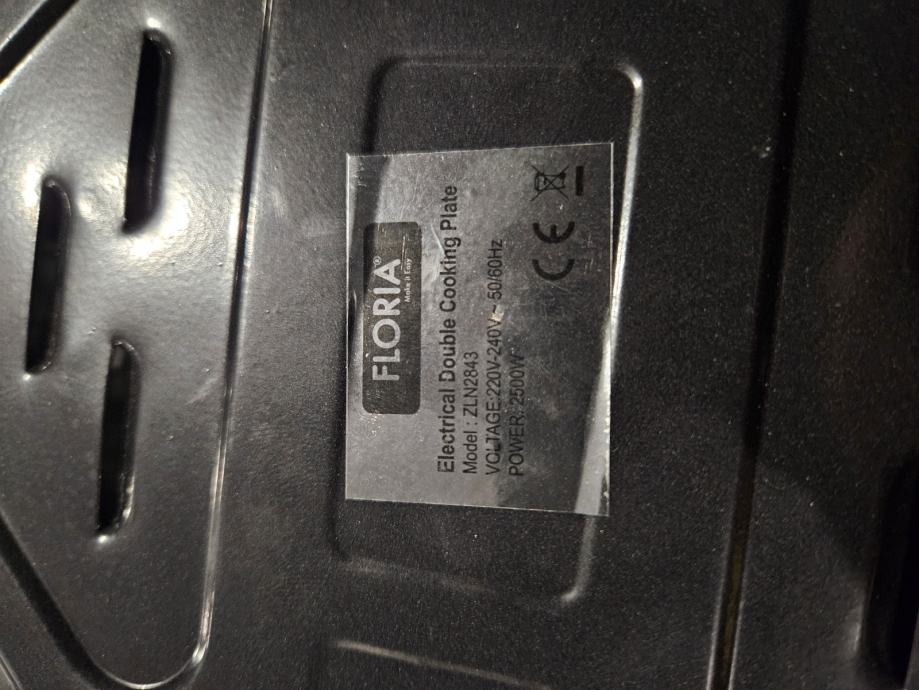 FLORIA®
Make it Easy
Electrical Double Cooking Plate
Model : ZLN2843
VOLTAGE:220V-240V~ 50/60Hz
POWER: 2500W
CE